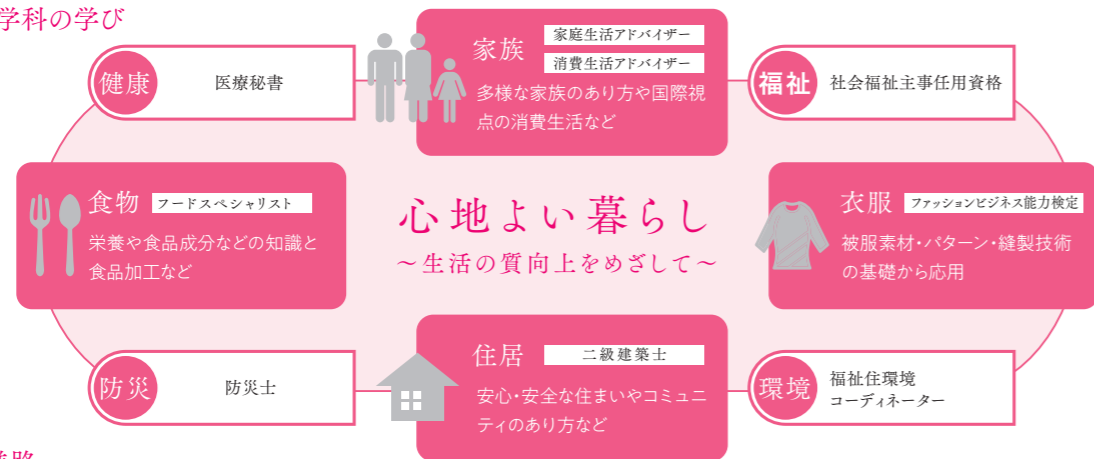 学科の学び
健康
医療秘書
家族
家庭生活アドバイザー
消費生活アドバイザー
多様な家族のあり方や国際視
点の消費生活など
福祉
社会福祉主事任用資格
食物
フードスペシャリスト
栄養や食品成分などの知識と
食品加工など
心地よい暮らし
～生活の質向上をめざして～
衣服
ファッションビジネス能力検定
被服素材・パターン・縫製技術
の基礎から応用
防災
防災士
住居
二級建築士
安心・安全な住まいやコミュニ
ティのあり方など
環境
福祉住環境
コーディネーター